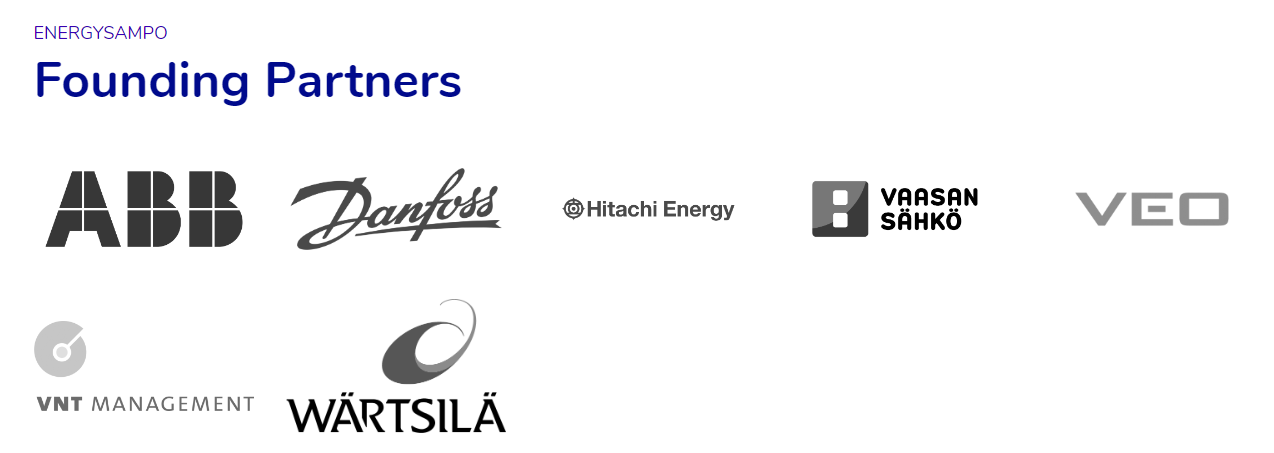 ENERGYSAMPO
Founding Partners
ABB
Danfoss
Hitachi Energy
VAASAN
SÄHKÖ
VEO
VNT MANAGEMENT
WÄRTSILÄ